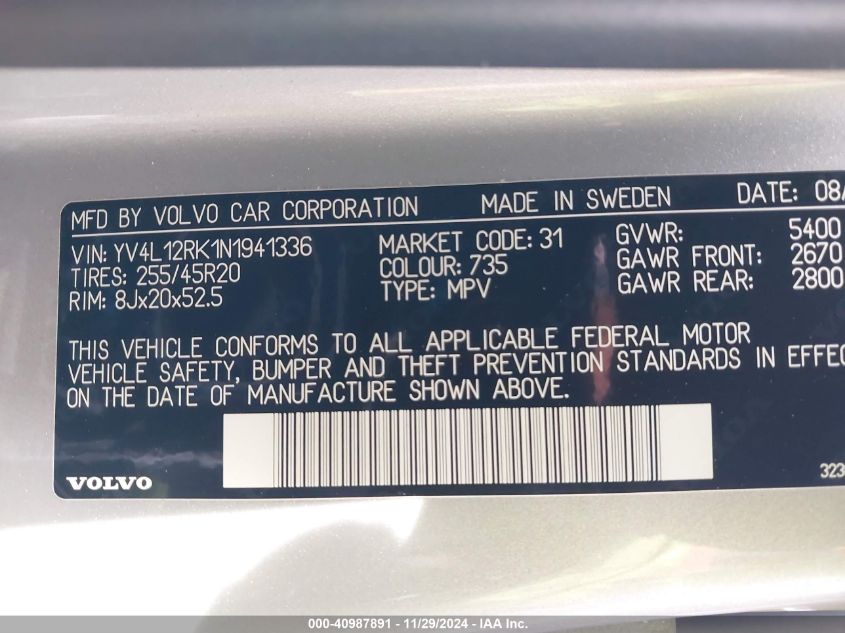 MFD BY VOLVO CAR CORPORATION MADE IN SWEDEN DATE: 08/
VIN: YV4L12RK1N1941336 MARKET CODE: 31 GVWR: 5400
TIRES: 255/45R20 COLOUR: 735 GAWR FRONT: 2670
RIM: 8Jx20x52.5 TYPE: MPV GAWR REAR: 2800
THIS VEHICLE CONFORMS TO ALL APPLICABLE FEDERAL MOTOR
VEHICLE SAFETY, BUMPER AND THEFT PREVENTION STANDARDS IN EFFEC
ON THE DATE OF MANUFACTURE SHOWN ABOVE.
VOLVO 323
000-40987891 - 11/29/2024 - IAA Inc.